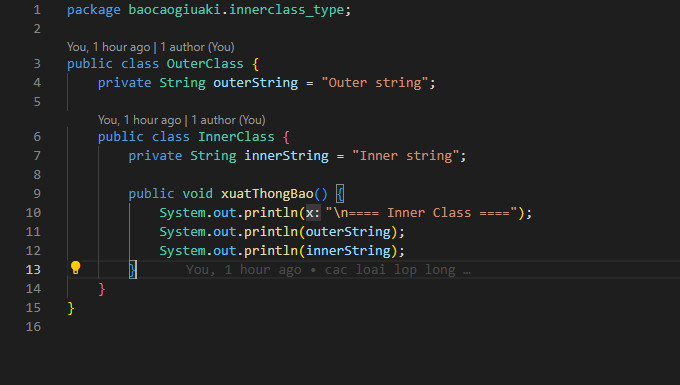 1 package baocaogiuaki.innerclass_type;
2
You, 1 hour ago | 1 author (You)
3 public class OuterClass {
4     private String outerString = "Outer string";
5
You, 1 hour ago | 1 author (You)
6     public class InnerClass {
7         private String innerString = "Inner string";
8
9         public void xuatThongBao() {
10             System.out.println(x: "\n==== Inner Class ====");
11             System.out.println(outerString);
12             System.out.println(innerString);
13         }     You, 1 hour ago • cac loai lop long …
14     }
15 }
16